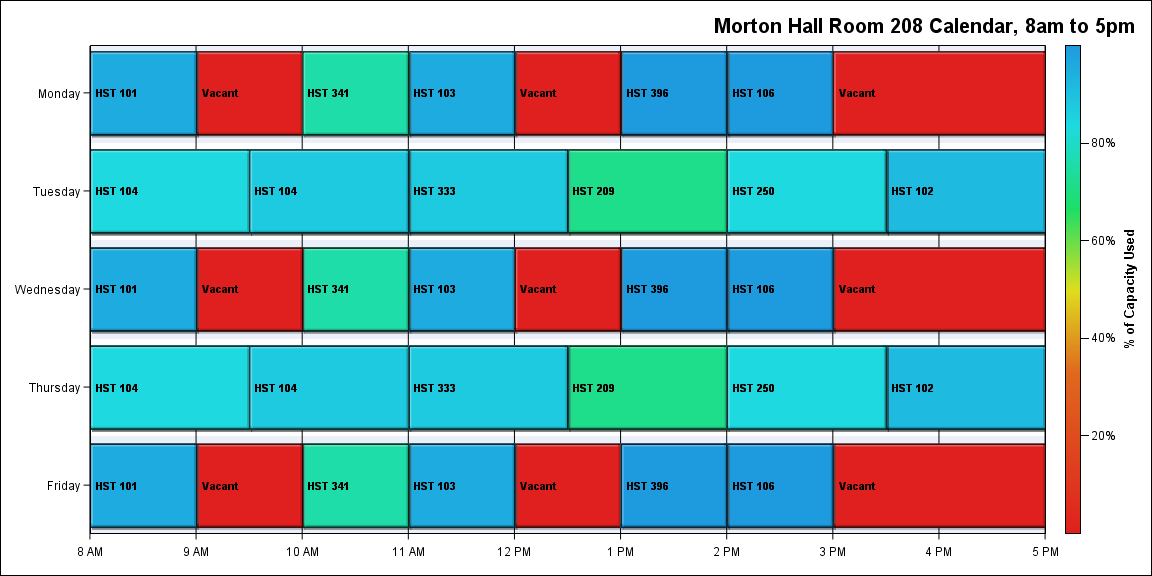 Morton Hall Room 208 Calendar, 8am to 5pm
Monday
HST 101
Vacant
HST 341
HST 103
Vacant
HST 396
HST 106
Vacant
Tuesday
HST 104
HST 104
HST 333
HST 209
HST 250
HST 102
Wednesday
HST 101
Vacant
HST 341
HST 103
Vacant
HST 396
HST 106
Vacant
Thursday
HST 104
HST 104
HST 333
HST 209
HST 250
HST 102
Friday
HST 101
Vacant
HST 341
HST 103
Vacant
HST 396
HST 106
Vacant
8 AM
9 AM
10 AM
11 AM
12 PM
1 PM
2 PM
3 PM
4 PM
5 PM
80%
60%
40%
20%
% of Capacity Used